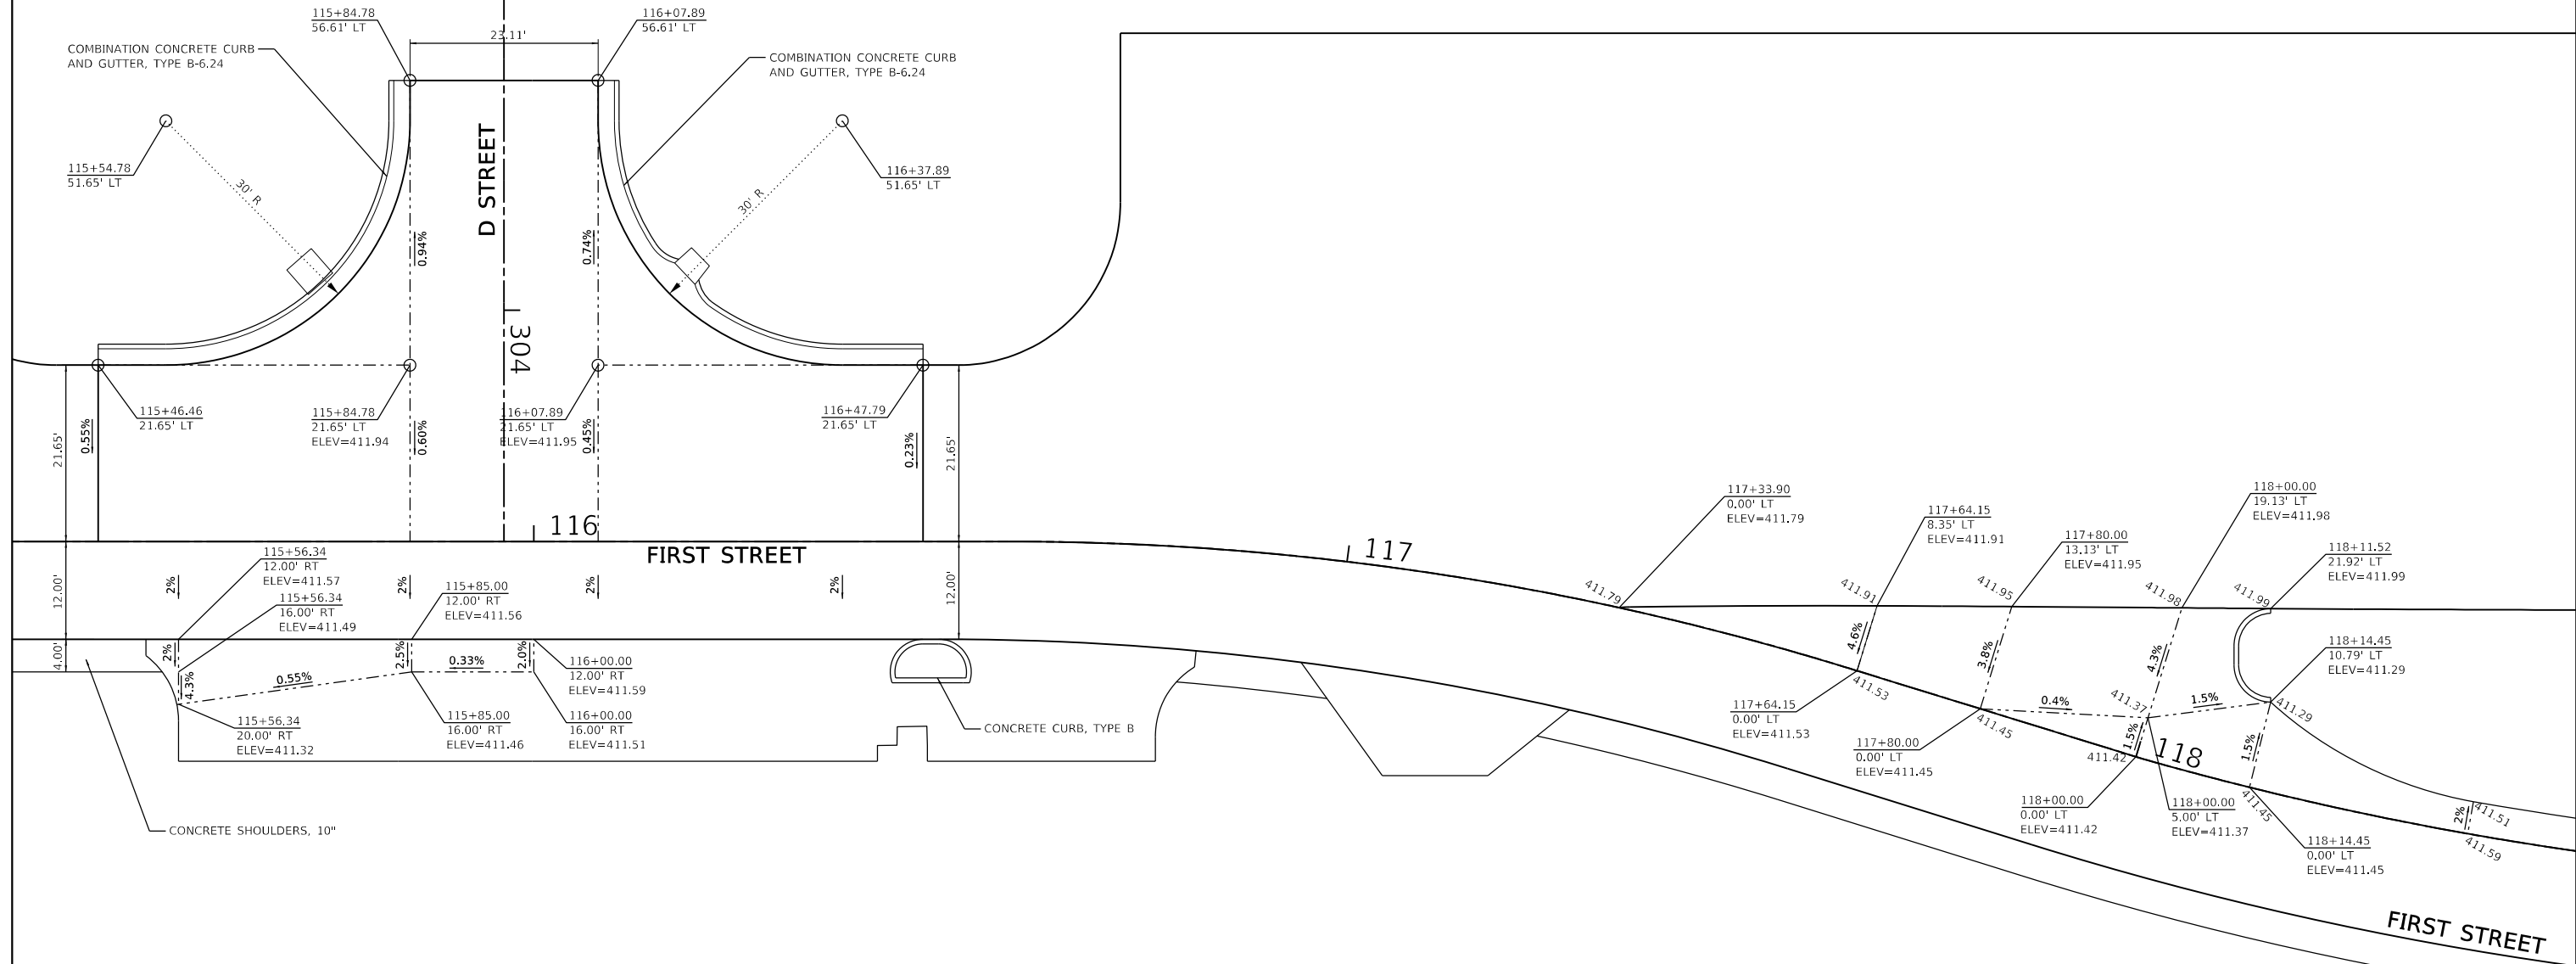 115+84.78
56.61' LT
23.11'
116+07.89
56.61' LT
COMBINATION CONCRETE CURB
AND GUTTER, TYPE B-6.24
COMBINATION CONCRETE CURB
AND GUTTER, TYPE B-6.24
115+54.78
51.65' LT
30' R
D STREET
30' R
116+37.89
51.65' LT
0.94%
0.74%
304
115+46.46
21.65' LT
115+84.78
21.65' LT
ELEV=411.94
116+07.89
21.65' LT
ELEV=411.95
116+47.79
21.65' LT
21.65'
0.55%
0.60%
0.45%
0.23%
21.65'
116
FIRST STREET
117
12.00'
2%
115+56.34
12.00' RT
ELEV=411.57
2%
2%
2%
12.00'
115+56.34
16.00' RT
ELEV=411.49
115+85.00
12.00' RT
ELEV=411.56
4.00'
2%
4.3%
0.55%
2.5%
0.33%
2.0%
116+00.00
12.00' RT
ELEV=411.59
115+56.34
20.00' RT
ELEV=411.32
115+85.00
16.00' RT
ELEV=411.46
116+00.00
16.00' RT
ELEV=411.51
CONCRETE CURB, TYPE B
CONCRETE SHOULDERS, 10"
117+33.90
0.00' LT
ELEV=411.79
117+64.15
8.35' LT
ELEV=411.91
117+80.00
13.13' LT
ELEV=411.95
118+00.00
19.13' LT
ELEV=411.98
118+11.52
21.92' LT
ELEV=411.99
411.79
411.91
411.95
411.98
411.99
4.6%
3.8%
4.3%
118+14.45
10.79' LT
ELEV=411.29
411.53
0.4%
411.37
1.5%
411.29
117+64.15
0.00' LT
ELEV=411.53
411.45
1.5%
1.5%
117+80.00
0.00' LT
ELEV=411.45
411.42
118
411.45
118+00.00
0.00' LT
ELEV=411.42
118+00.00
5.00' LT
ELEV=411.37
118+14.45
0.00' LT
ELEV=411.45
2%
411.51
411.59
FIRST STREET